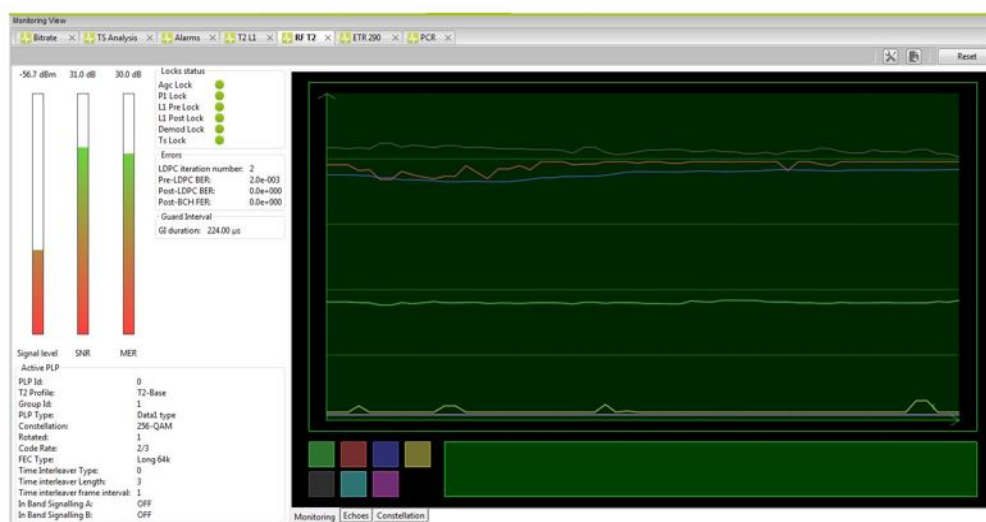 Monitoring View
Bitrate TS Analysis Alarms T2 L1 RF T2 ETR 290 PCR
Reset
-56.7 dBm 31.0 dB 30.0 dB
Signal level SNR MER
Locks status
Agc Lock
P1 Lock
L1 Pre Lock
L1 Post Lock
Demod Lock
Ts Lock
Errors
LDPC iteration number: 2
Pre-LDPC BER: 2.0e-003
Post-LDPC BER: 0.0e+000
Post-BCH FER: 0.0e+000
Guard Interval
GI duration: 224.00 µs
Active PLP
PLP Id: 0
T2 Profile: T2-Base
Group Id: 1
PLP Type: Data1 type
Constellation: 256-QAM
Rotated: 1
Code Rate: 2/3
FEC Type: Long 64k
Time Interleaver Type: 0
Time interleaver Length: 3
Time interleaver frame interval: 1
In Band Signalling A: OFF
In Band Signalling B: OFF
Monitoring Echoes Constellation